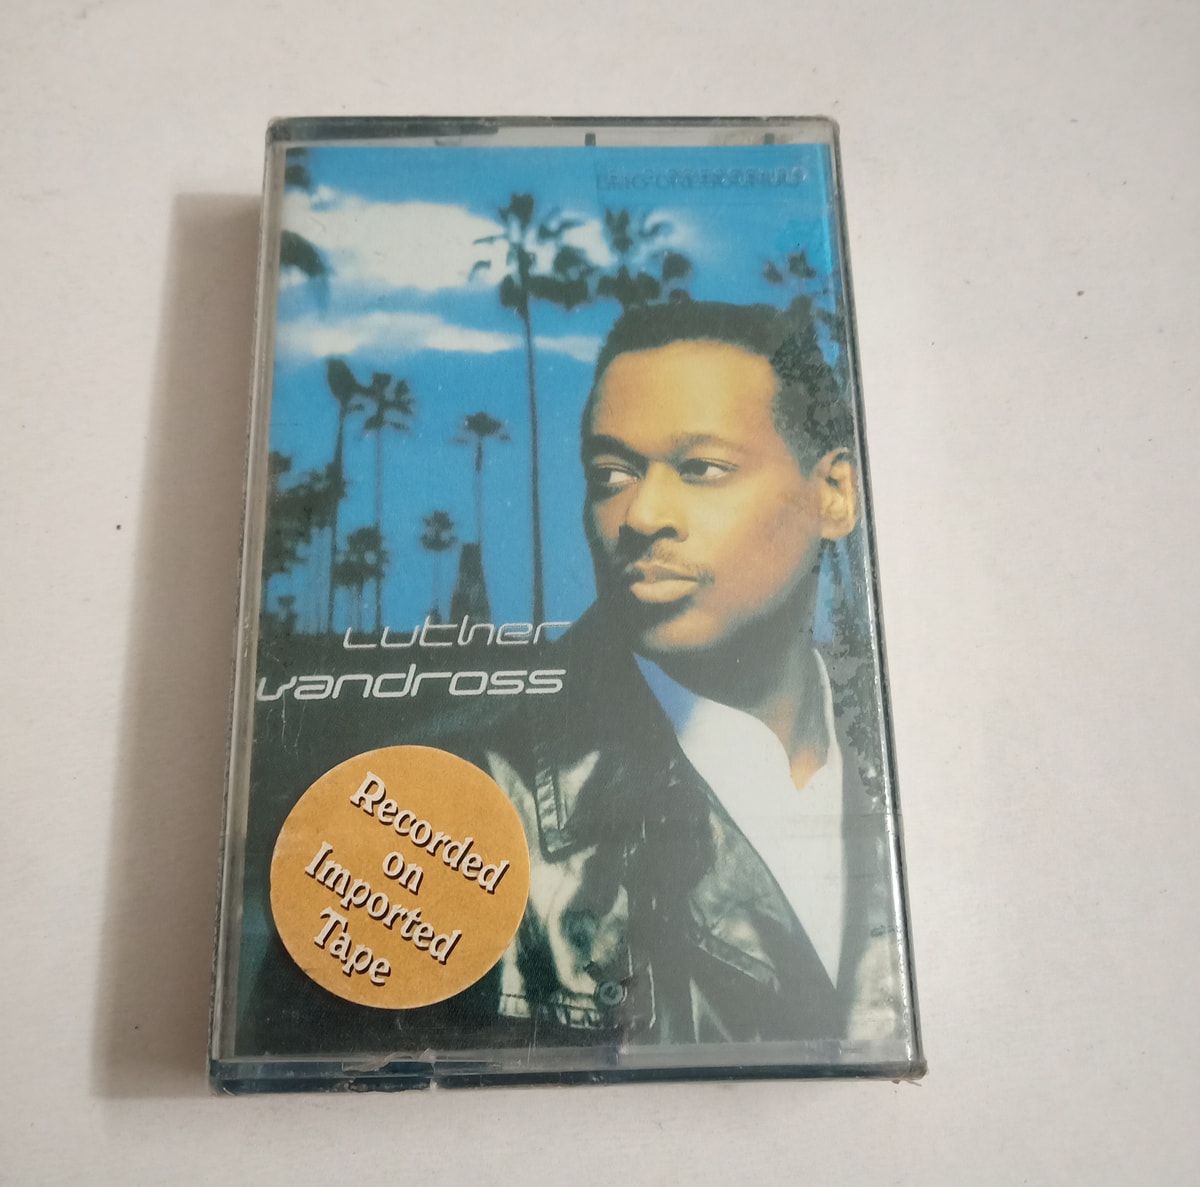 Luther
Vandross
Recorded
on
Imported
Tape